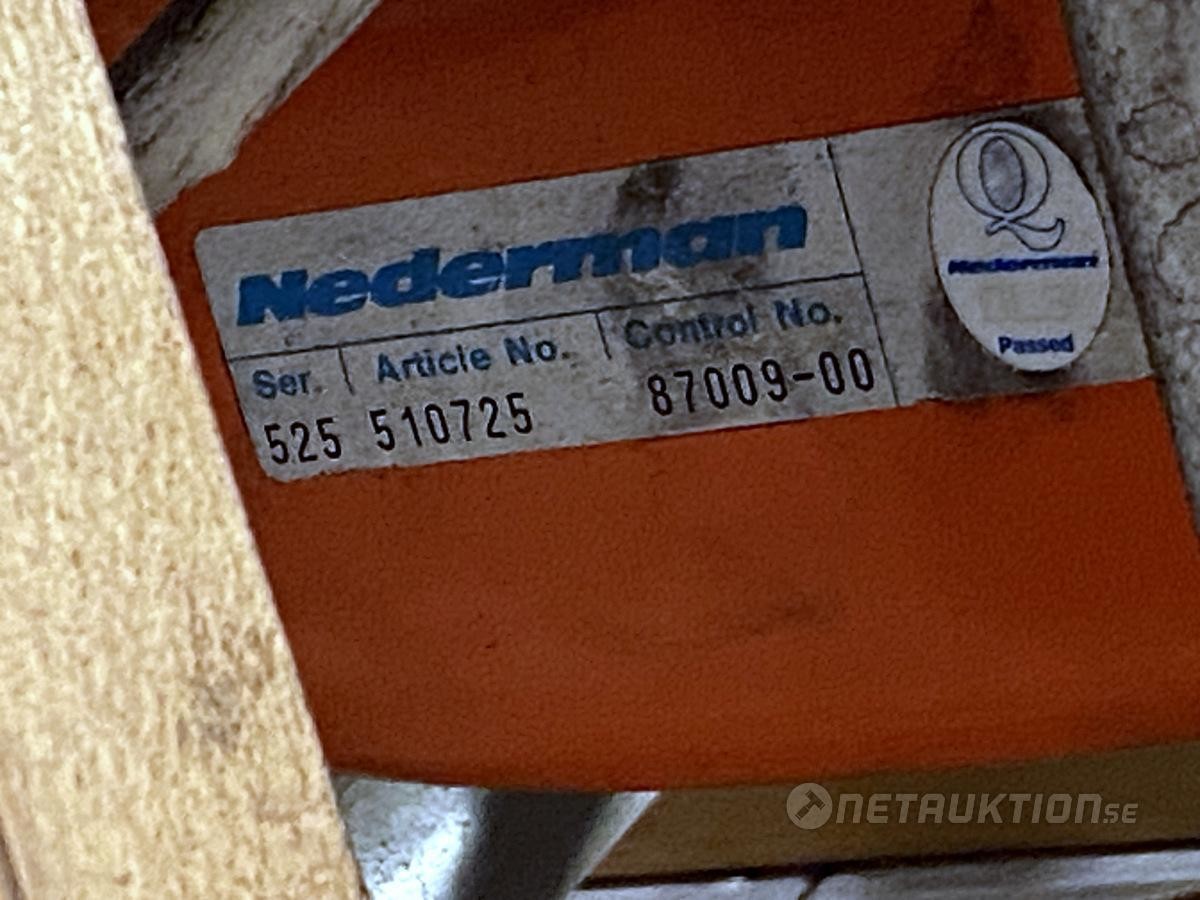 Nederman
Ser. Article No. Control No.
525 510725 87009-00
Q
Nederman
Passed
NETAUKTION.SE